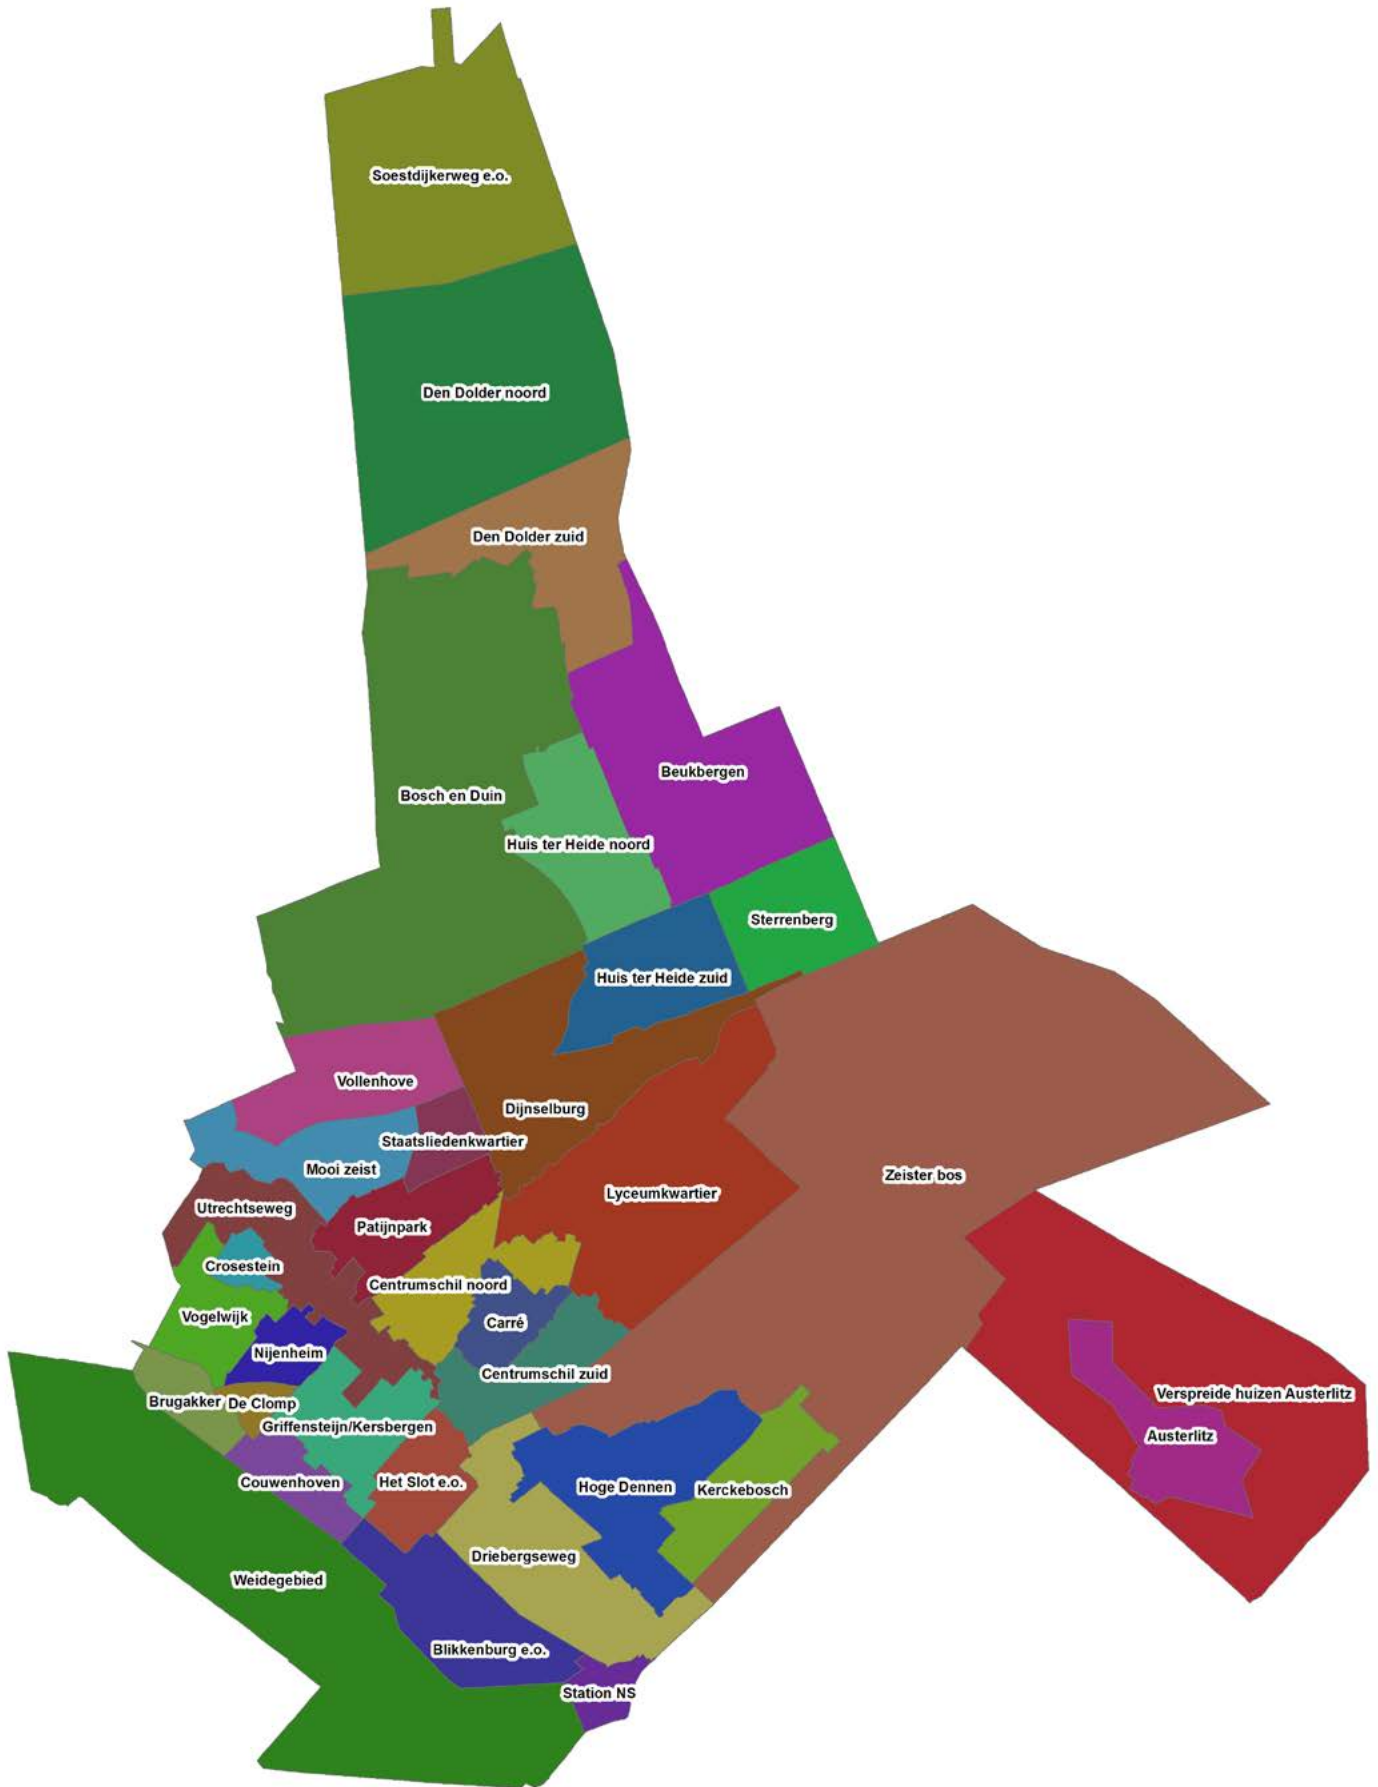 Soestdijkerweg e.o.
Den Dolder noord
Den Dolder zuid
Beukbergen
Bosch en Duin
Huis ter Heide noord
Sterrenberg
Huis ter Heide zuid
Vollenhove
Dijnselburg
Staatsliedenkwartier
Mooi zeist
Zeister bos
Lyceumkwartier
Utrechtseweg
Patijnpark
Crosestein
Centrumschil noord
Vogelwijk
Carré
Nijenheim
Centrumschil zuid
Verspreide huizen Austerlitz
Brugakker
De Clomp
Griffensteijn/Kersbergen
Austerlitz
Couwenhoven
Het Slot e.o.
Hoge Dennen
Kerckebosch
Driebergseweg
Weidegebied
Blikkenburg e.o.
Station NS